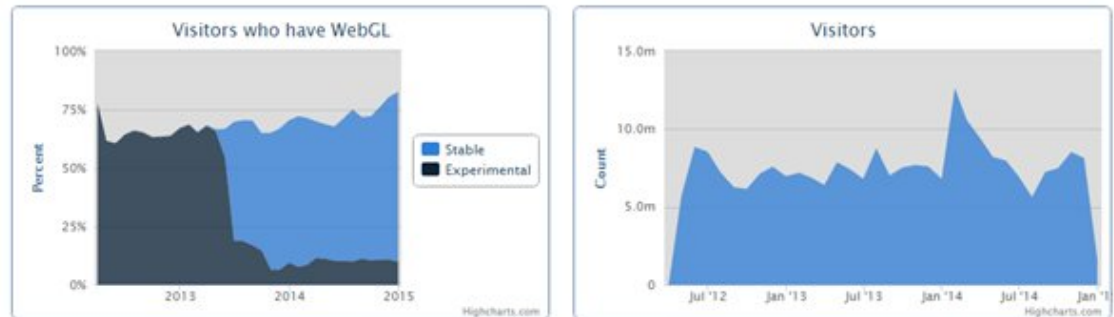 Visitors who have WebGL
100%
75%
50%
25%
0%
Percent
2013
2014
2015
Stable
Experimental
Highcharts.com
Visitors
15.0m
10.0m
5.0m
0
Count
Jul '12
Jan '13
Jul '13
Jan '14
Jul '14
Jan '1
Highcharts.com